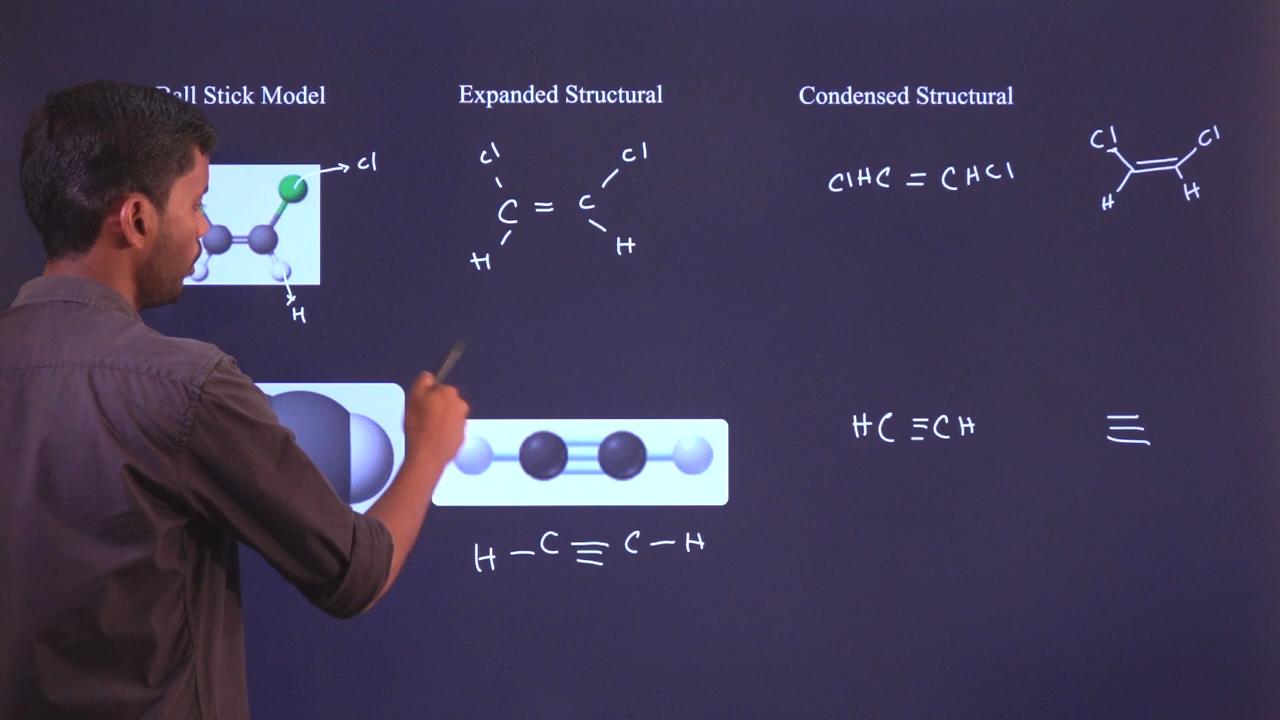 Ball Stick Model
Expanded Structural
Condensed Structural
Cl
H
Cl Cl
C = C
H H
ClHC = CHCl
Cl Cl
H H
HC ≡ CH
≡
H — C ≡ C — H